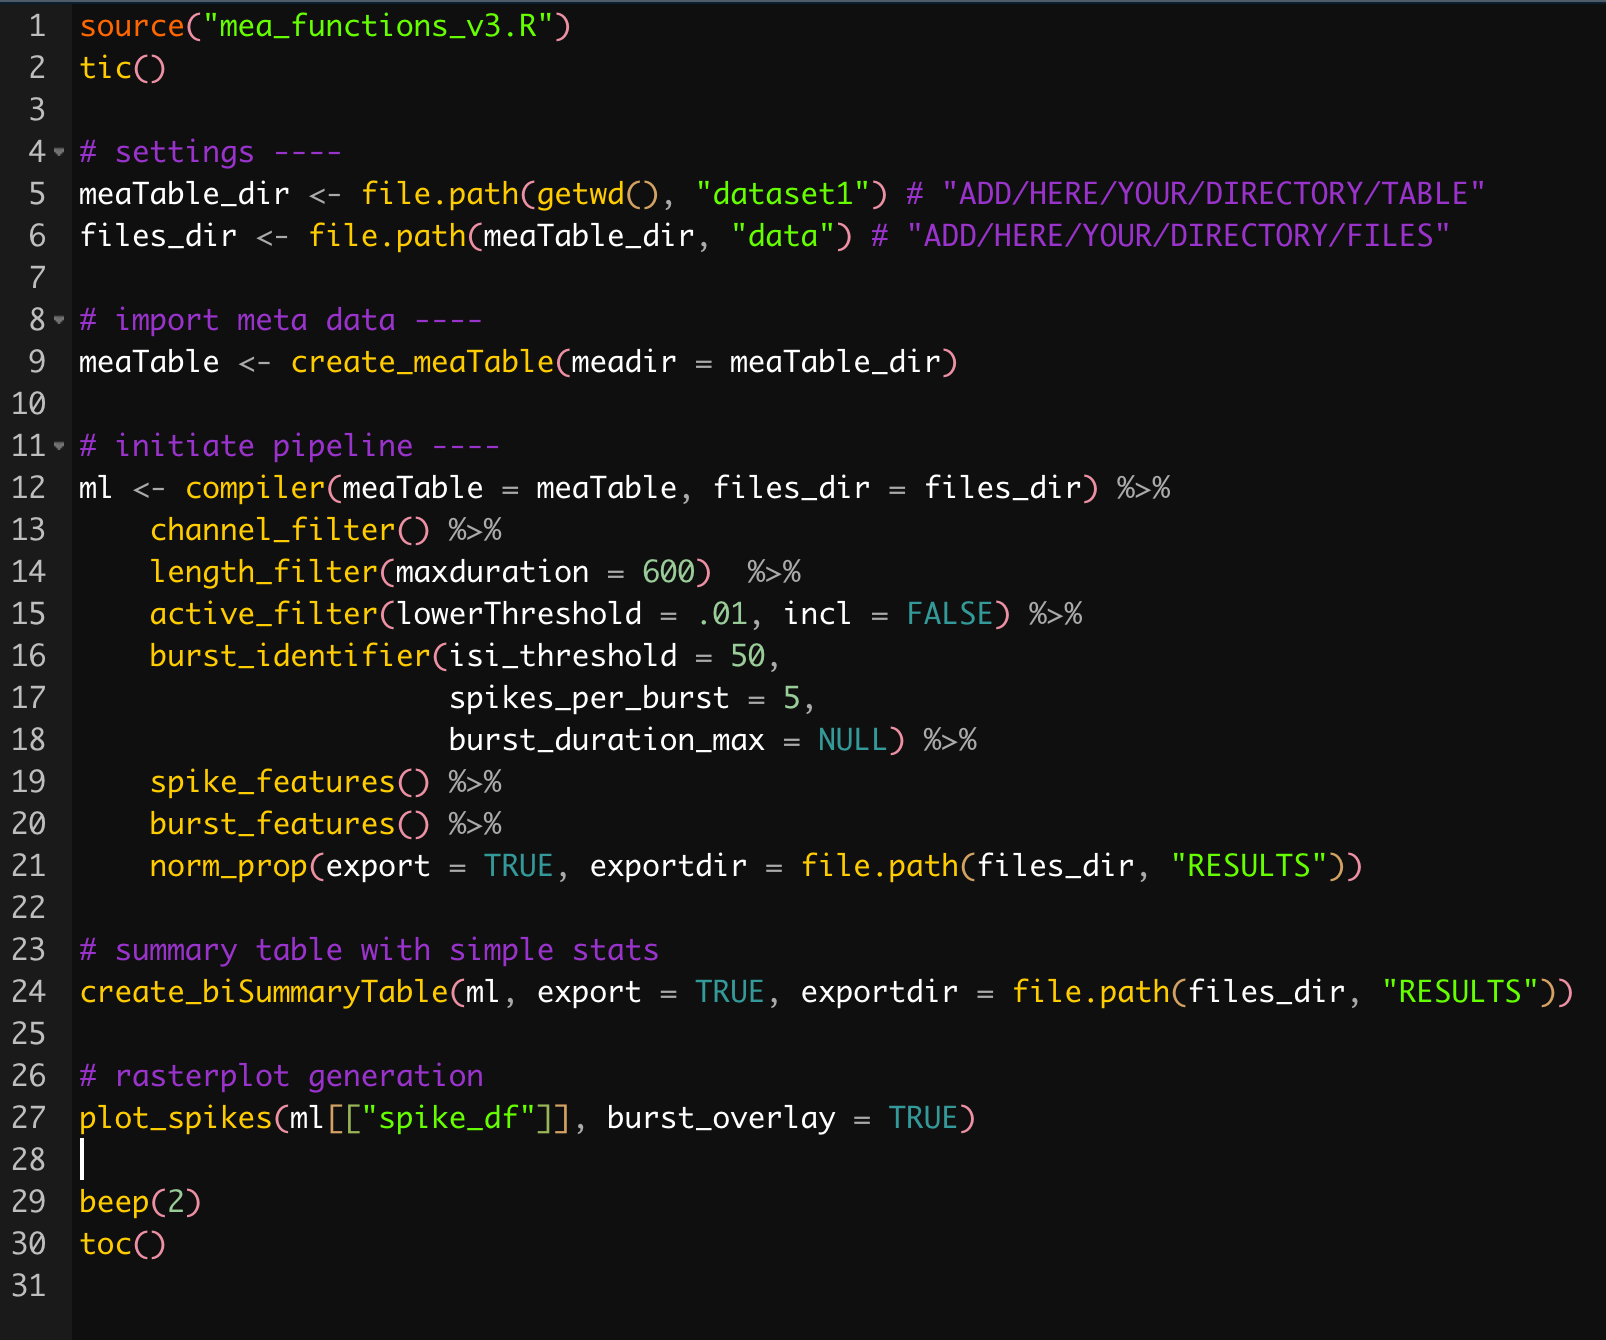 1 source("mea_functions_v3.R")
2 tic()
3
4 # settings ----
5 meaTable_dir <- file.path(getwd(), "dataset1") # "ADD/HERE/YOUR/DIRECTORY/TABLE"
6 files_dir <- file.path(meaTable_dir, "data") # "ADD/HERE/YOUR/DIRECTORY/FILES"
7
8 # import meta data ----
9 meaTable <- create_meaTable(meadir = meaTable_dir)
10
11 # initiate pipeline ----
12 ml <- compiler(meaTable = meaTable, files_dir = files_dir) %>%
13     channel_filter() %>%
14     length_filter(maxduration = 600)  %>%
15     active_filter(lowerThreshold = .01, incl = FALSE) %>%
16     burst_identifier(isi_threshold = 50,
17                      spikes_per_burst = 5,
18                      burst_duration_max = NULL) %>%
19     spike_features() %>%
20     burst_features() %>%
21     norm_prop(export = TRUE, exportdir = file.path(files_dir, "RESULTS"))
22
23 # summary table with simple stats
24 create_biSummaryTable(ml, export = TRUE, exportdir = file.path(files_dir, "RESULTS"))
25
26 # rasterplot generation
27 plot_spikes(ml[["spike_df"]], burst_overlay = TRUE)
28
29 beep(2)
30 toc()
31